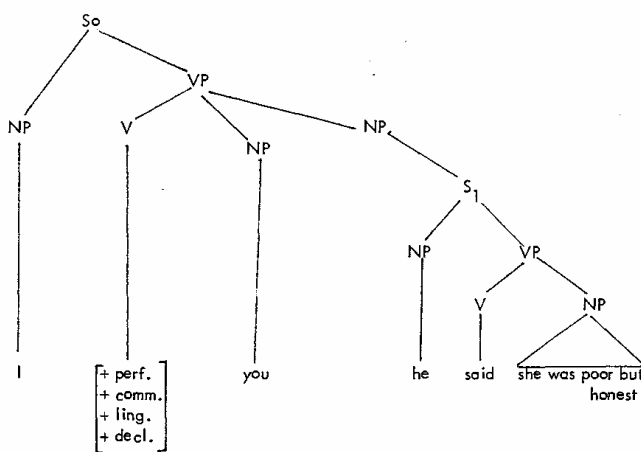 So
VP
NP V NP
NP
S1
NP VP
V NP
I + perf. you he said she was poor but
+ comm. honest
+ ling.
+ decl.